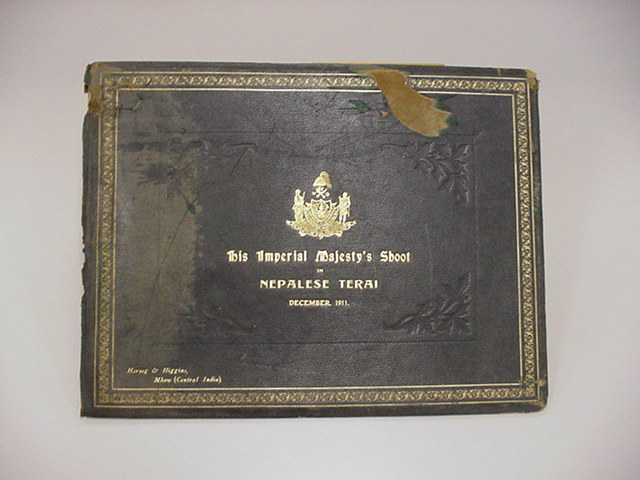 His Imperial Majesty's Shoot
IN
NEPALESE TERAI
DECEMBER, 1911.
Herzog & Higgins,
Mhow (Central India)